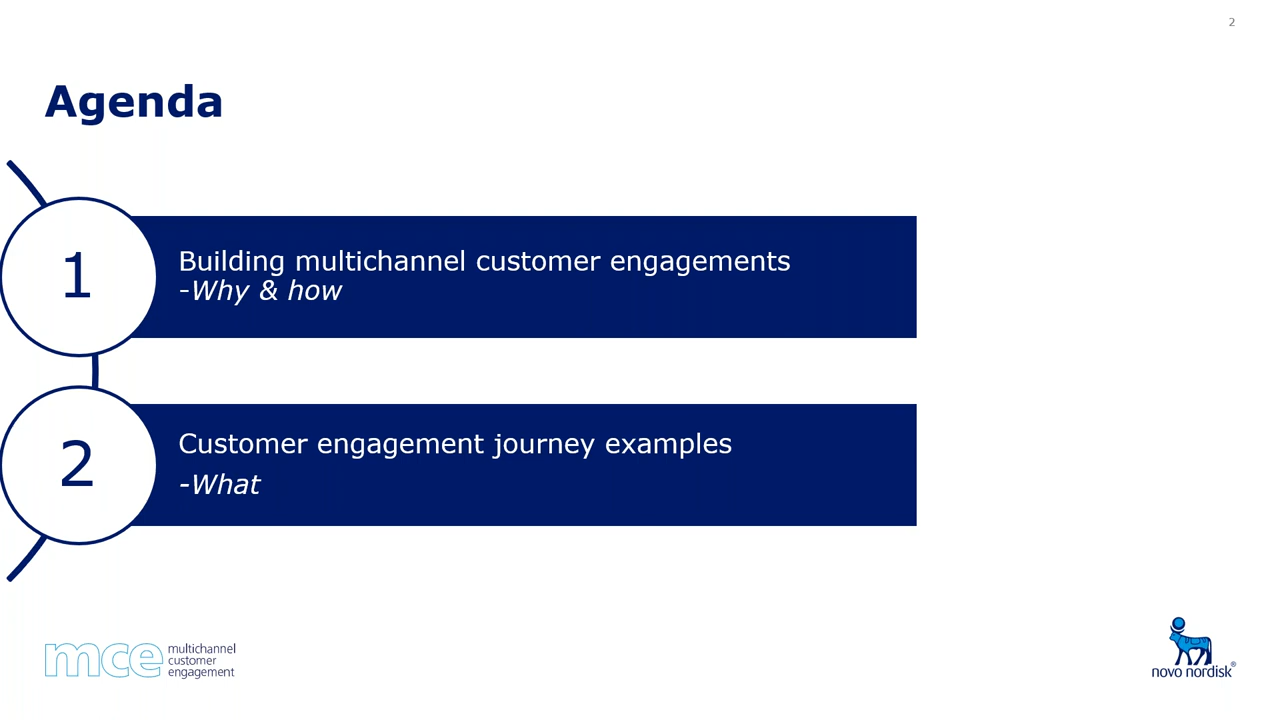 2
Agenda
1
Building multichannel customer engagements
-Why & how
2
Customer engagement journey examples
-What
mce
multichannel
customer
engagement
novo nordisk®